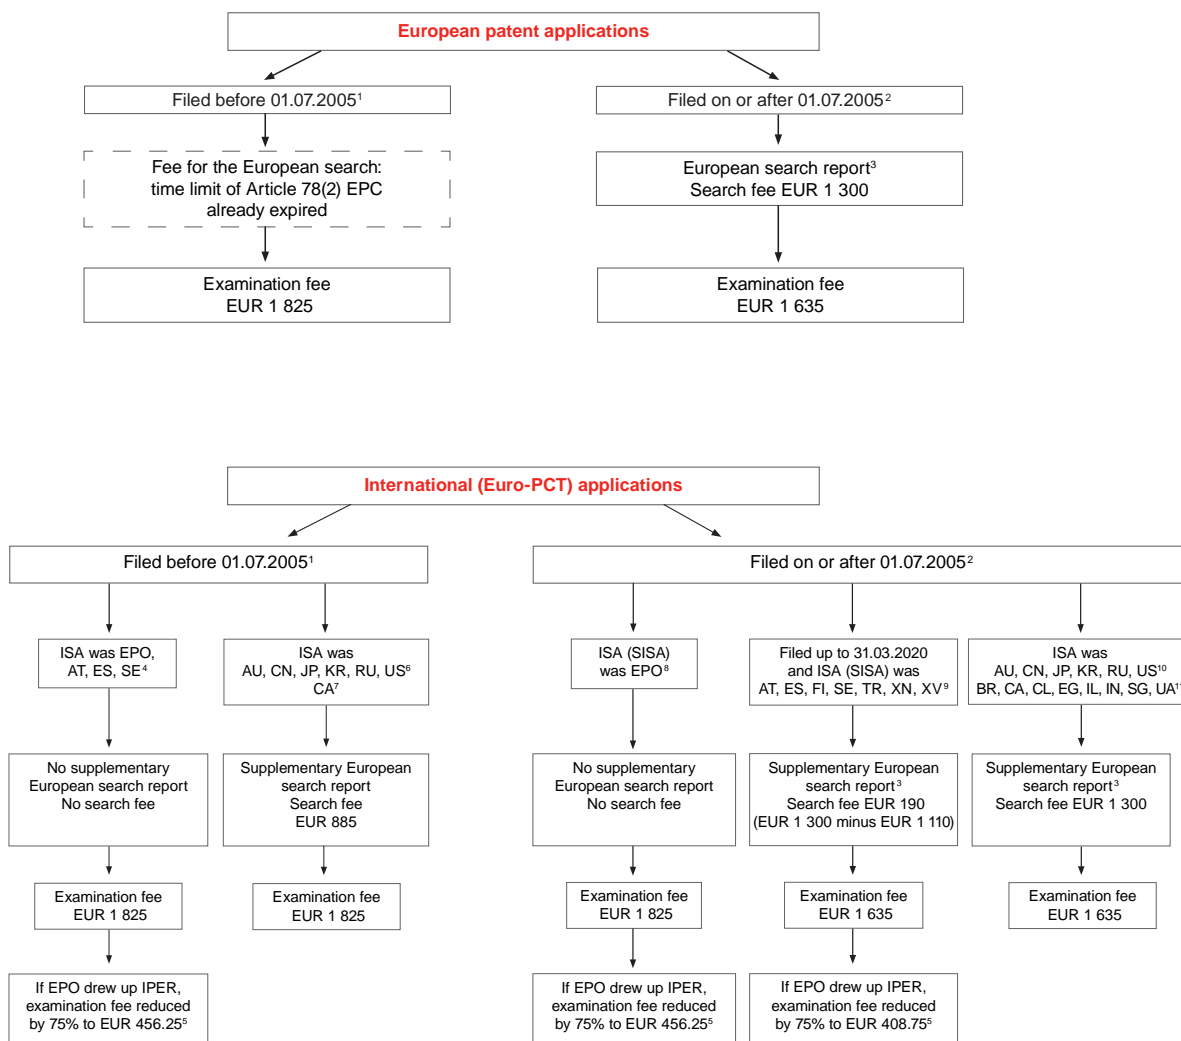 European patent applications
Filed before 01.07.2005¹
Filed on or after 01.07.2005²
Fee for the European search:
time limit of Article 78(2) EPC
already expired
European search report³
Search fee EUR 1 300
Examination fee
EUR 1 825
Examination fee
EUR 1 635
International (Euro-PCT) applications
Filed before 01.07.2005¹
Filed on or after 01.07.2005²
ISA was EPO,
AT, ES, SE⁴
ISA was
AU, CN, JP, KR, RU, US⁶
CA⁷
ISA (SISA)
was EPO⁸
Filed up to 31.03.2020
and ISA (SISA) was
AT, ES, FI, SE, TR, XN, XV⁹
ISA was
AU, CN, JP, KR, RU, US¹⁰
BR, CA, CL, EG, IL, IN, SG, UA¹¹
No supplementary
European search report
No search fee
Supplementary European
search report
Search fee
EUR 885
No supplementary
European search report
No search fee
Supplementary European
search report³
Search fee EUR 190
(EUR 1 300 minus EUR 1 110)
Supplementary European
search report³
Search fee EUR 1 300
Examination fee
EUR 1 825
Examination fee
EUR 1 825
Examination fee
EUR 1 825
Examination fee
EUR 1 635
Examination fee
EUR 1 635
If EPO drew up IPER,
examination fee reduced
by 75% to EUR 456.25⁵
If EPO drew up IPER,
examination fee reduced
by 75% to EUR 456.25⁵
If EPO drew up IPER,
examination fee reduced
by 75% to EUR 408.75⁵